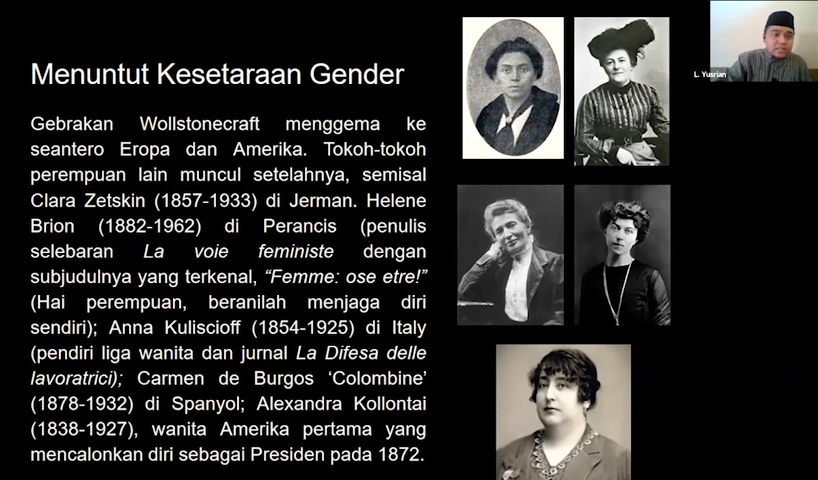 Menuntut Kesetaraan Gender
Gebrakan Wollstonecraft menggema ke
seantero Eropa dan Amerika. Tokoh-tokoh
perempuan lain muncul setelahnya, semisal
Clara Zetskin (1857-1933) di Jerman. Helene
Brion (1882-1962) di Perancis (penulis
selebaran La voie feministe dengan
subjudulnya yang terkenal, “Femme: ose etre!”
(Hai perempuan, beranilah menjaga diri
sendiri); Anna Kuliscioff (1854-1925) di Italy
(pendiri liga wanita dan jurnal La Difesa delle
lavoratrici); Carmen de Burgos ‘Colombine’
(1878-1932) di Spanyol; Alexandra Kollontai
(1838-1927), wanita Amerika pertama yang
mencalonkan diri sebagai Presiden pada 1872.
L. Yusrian